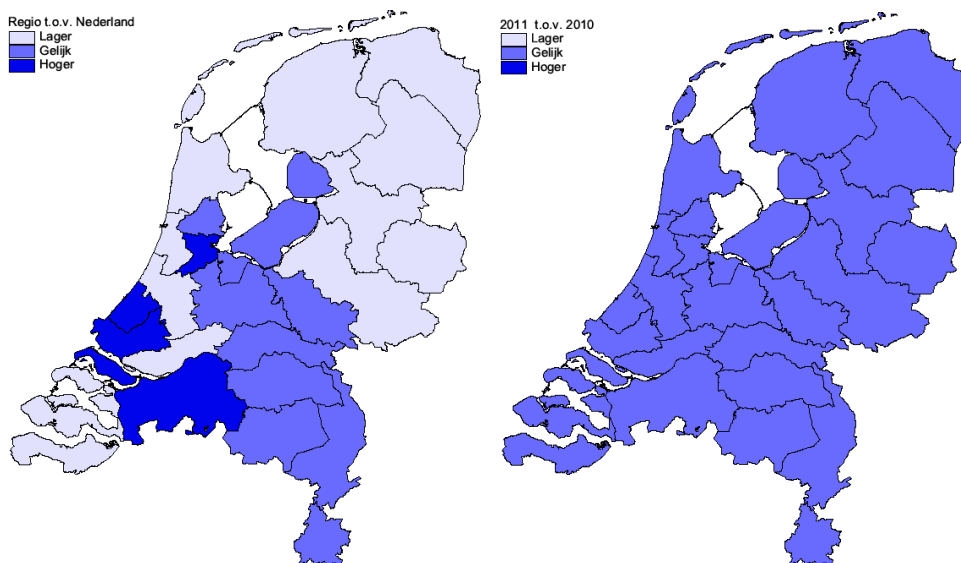 Regio t.o.v. Nederland
Lager
Gelijk
Hoger
2011 t.o.v. 2010
Lager
Gelijk
Hoger